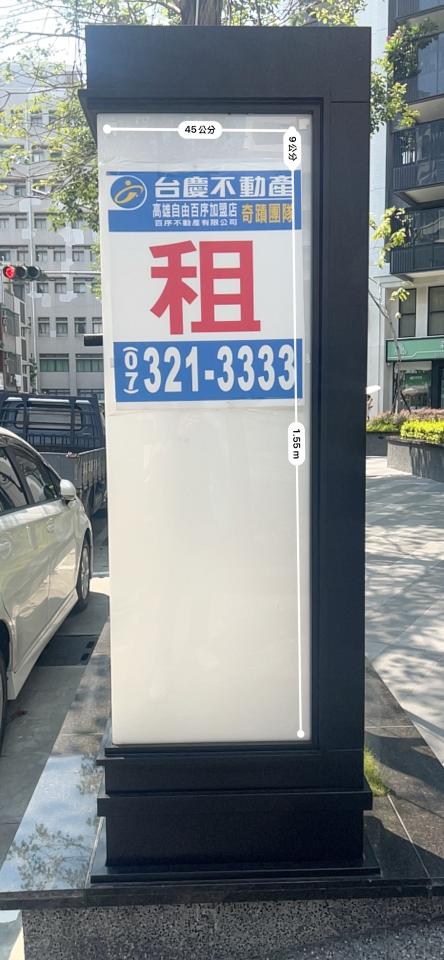 45公分
9公分
台慶不動產
高雄自由百序加盟店 奇蹟團隊
百序不動產有限公司
租
(07)321-3333
1.55 m